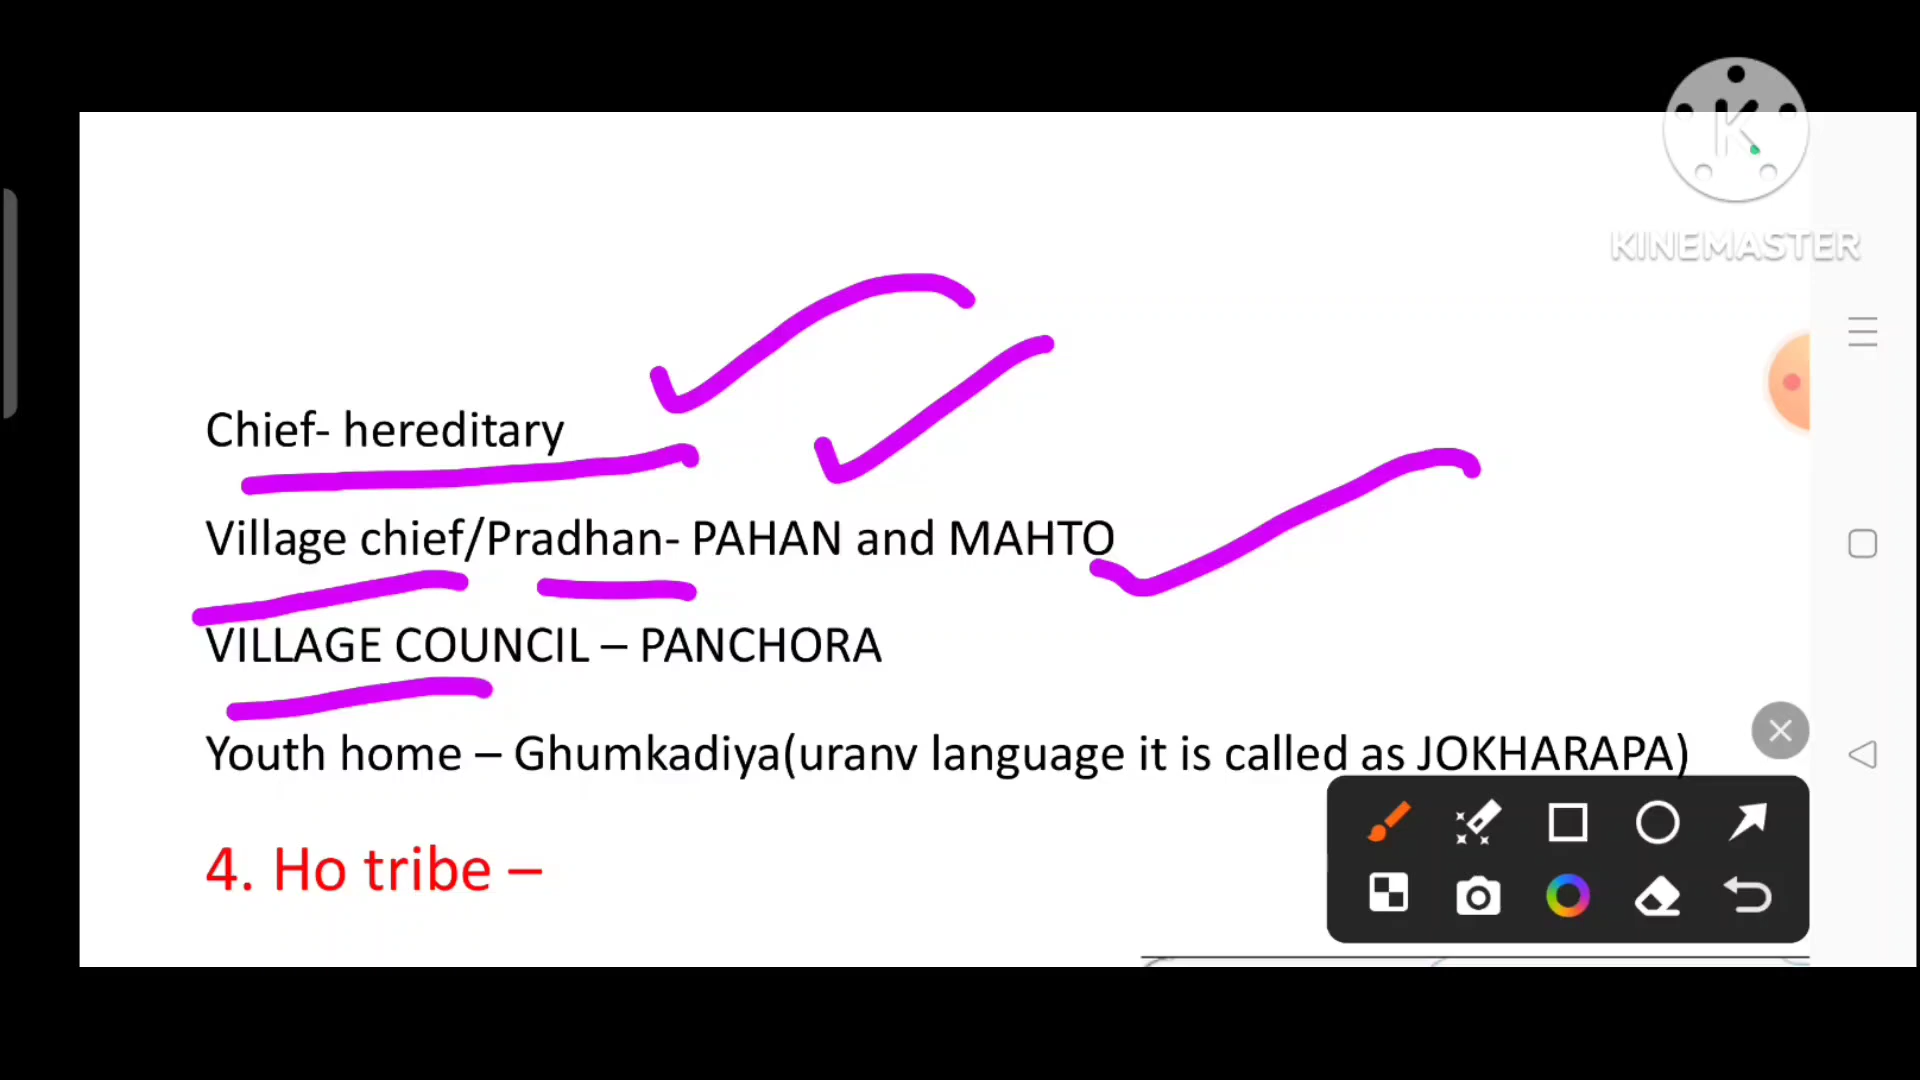 KINEMASTER
Chief- hereditary
Village chief/Pradhan- PAHAN and MAHTO
VILLAGE COUNCIL – PANCHORA
Youth home – Ghumkadiya(uranv language it is called as JOKHARAPA)
4. Ho tribe –